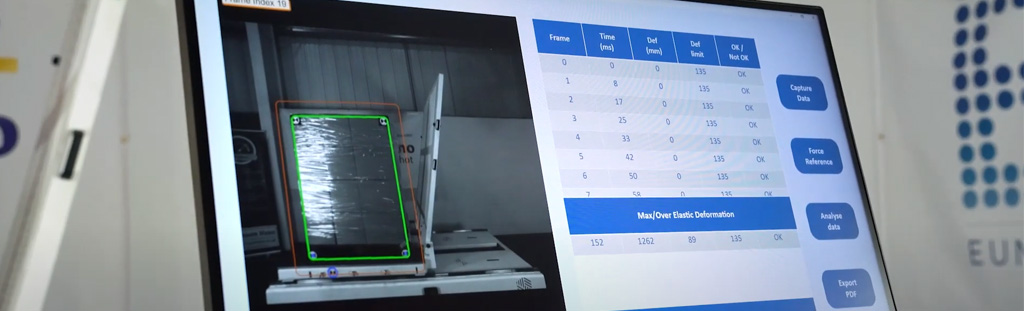 Frame Index 19
Frame Time (ms) Def (mm) Def limit OK / Not OK
0 0 0 135 OK
1 8 0 135 OK
2 17 0 135 OK
3 25 0 135 OK
4 33 0 135 OK
5 42 0 135 OK
6 50 0 135 OK
7 58 0 135 OK
Max/Over Elastic Deformation
152 1262 89 135 OK
Capture Data
Force Reference
Analyse data
Export PDF
EUM